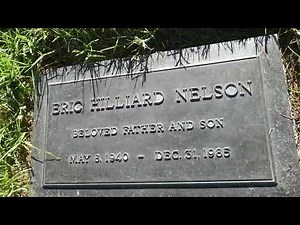 ERIC HILLIARD NELSON
BELOVED FATHER AND SON
MAY 8, 1940 – DEC. 31, 1985